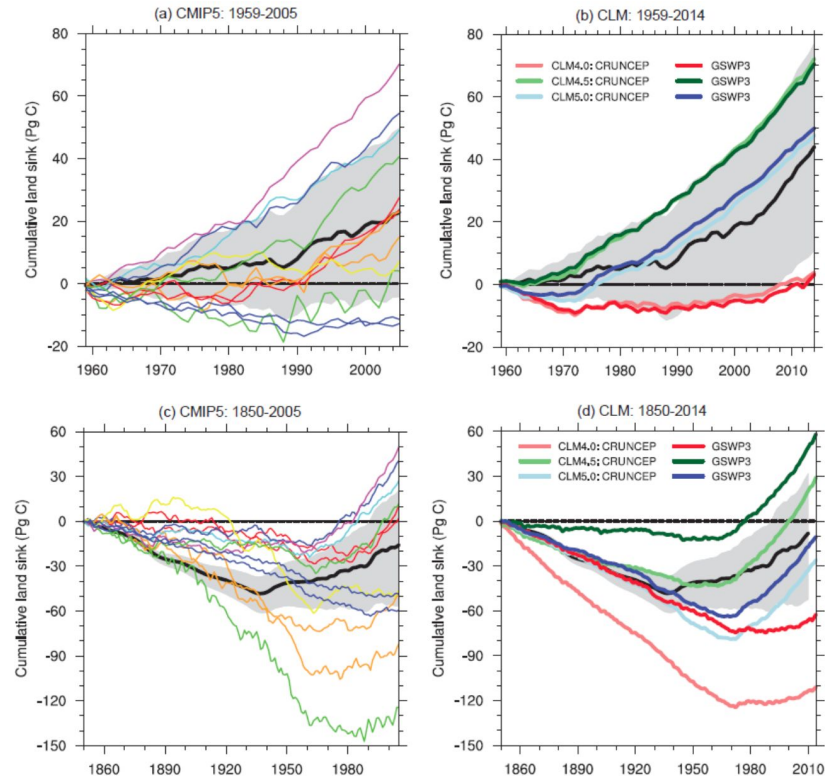 (a) CMIP5: 1959-2005
(b) CLM: 1959-2014
Cumulative land sink (Pg C)
80
60
40
20
0
-20
1960 1970 1980 1990 2000
Cumulative land sink (Pg C)
80
60
40
20
0
-20
CLM4.0: CRUNCEP GSWP3
CLM4.5: CRUNCEP GSWP3
CLM5.0: CRUNCEP GSWP3
1960 1970 1980 1990 2000 2010
(c) CMIP5: 1850-2005
(d) CLM: 1850-2014
Cumulative land sink (Pg C)
60
30
0
-30
-60
-90
-120
-150
1860 1890 1920 1950 1980
Cumulative land sink (Pg C)
60
30
0
-30
-60
-90
-120
-150
CLM4.0: CRUNCEP GSWP3
CLM4.5: CRUNCEP GSWP3
CLM5.0: CRUNCEP GSWP3
1860 1890 1920 1950 1980 2010